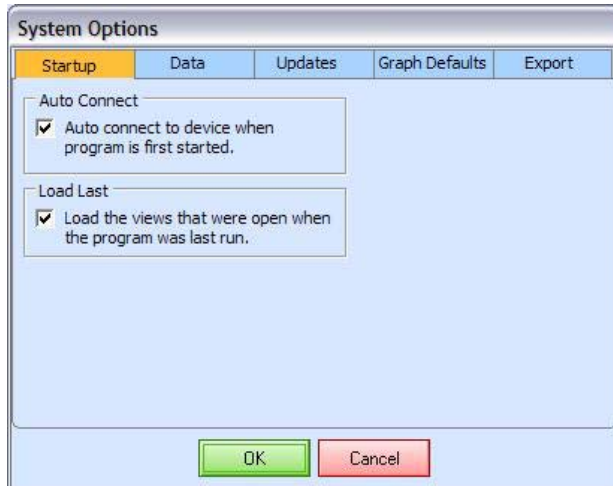 System Options
Startup Data Updates Graph Defaults Export
Auto Connect
Auto connect to device when
program is first started.
Load Last
Load the views that were open when
the program was last run.
OK Cancel